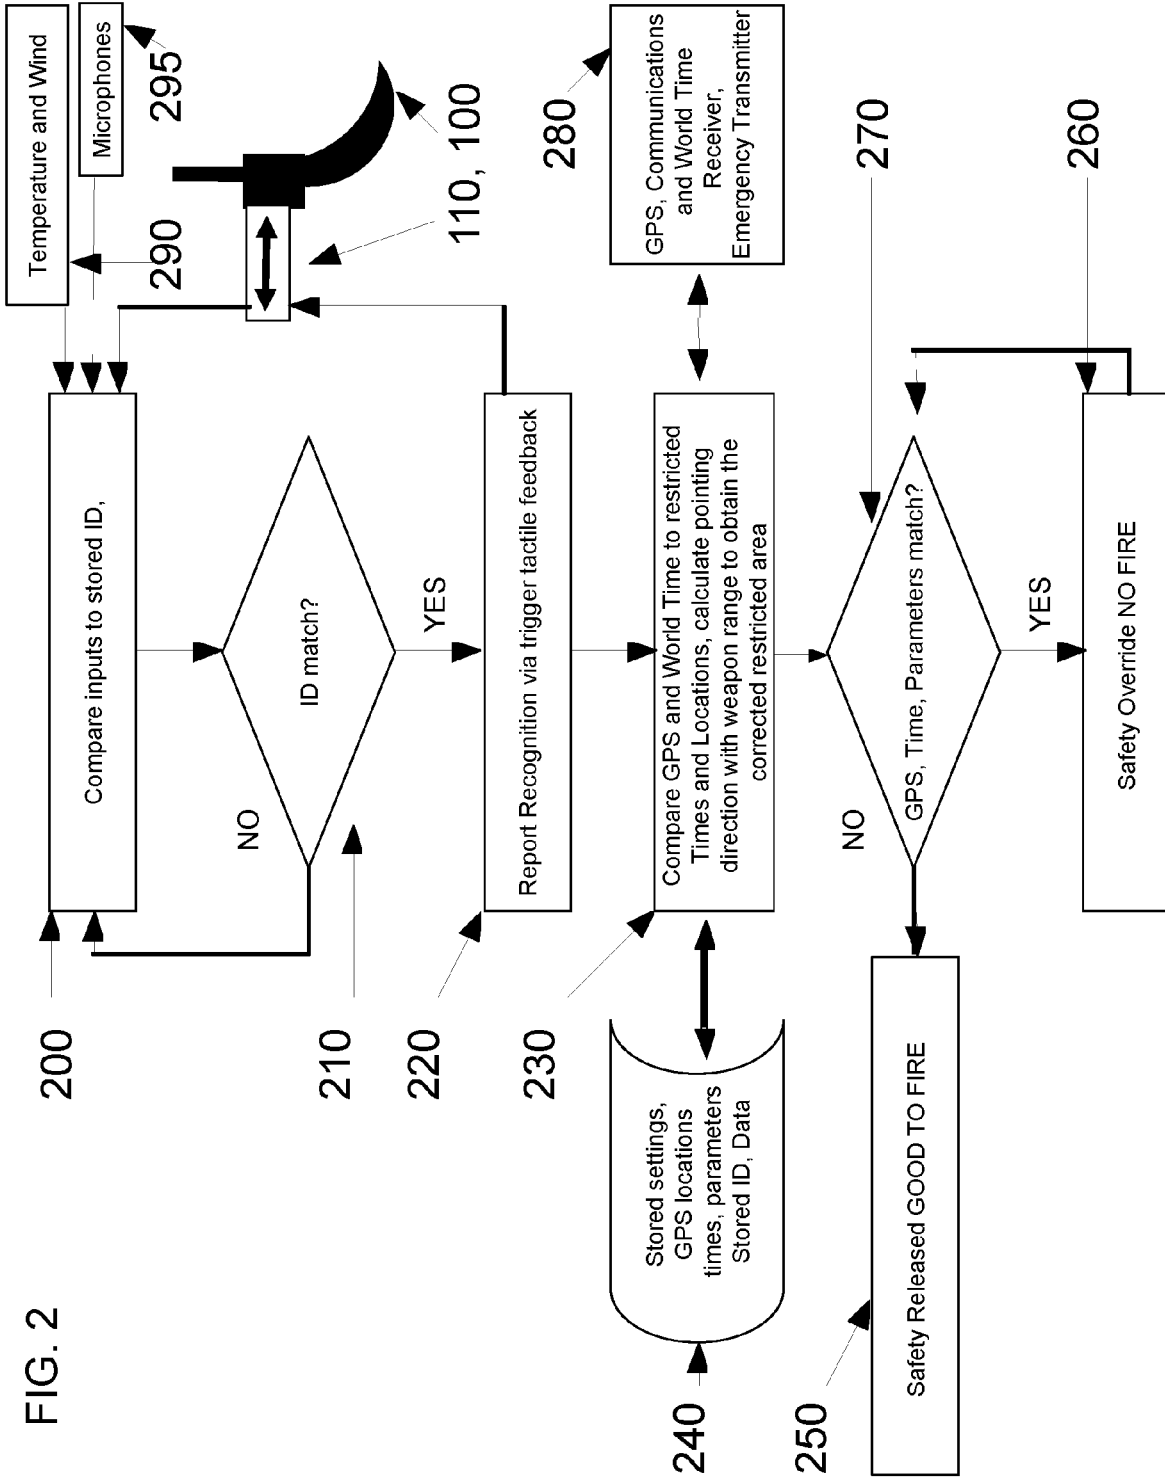 FIG. 2
Temperature and Wind
Microphones
295
290
110, 100
200
Compare inputs to stored ID,
210
ID match?
NO
YES
220
Report Recognition via trigger tactile feedback
230
Compare GPS and World Time to restricted
Times and Locations, calculate pointing
direction with weapon range to obtain the
corrected restricted area
280
GPS, Communications
and World Time
Receiver,
Emergency Transmitter
240
Stored settings,
GPS locations
times, parameters
Stored ID, Data
270
GPS, Time, Parameters match?
NO
YES
250
Safety Released GOOD TO FIRE
260
Safety Override NO FIRE